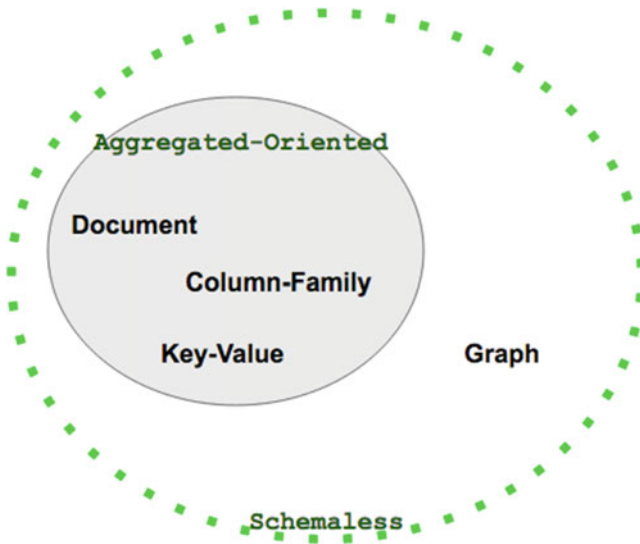 Aggregated-Oriented
Document
Column-Family
Key-Value
Graph
Schemaless